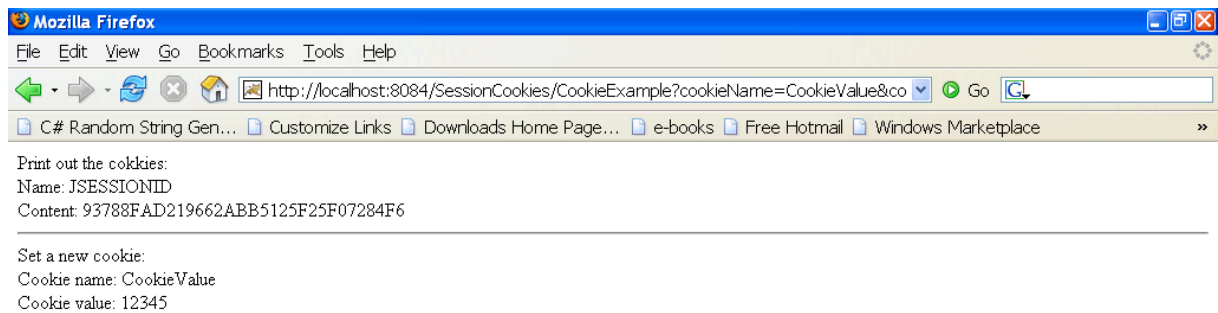 Mozilla Firefox
File Edit View Go Bookmarks Tools Help
http://localhost:8084/SessionCookies/CookieExample?cookieName=CookieValue&co Go G
C# Random String Gen... Customize Links Downloads Home Page... e-books Free Hotmail Windows Marketplace »
Print out the cokkies:
Name: JSESSIONID
Content: 93788FAD219662ABB5125F25F07284F6
Set a new cookie:
Cookie name: CookieValue
Cookie value: 12345